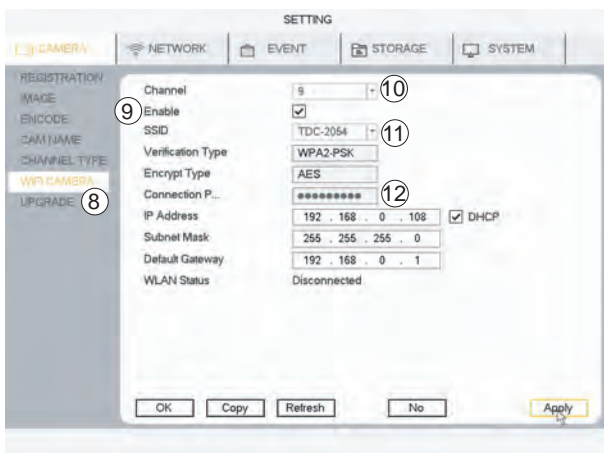 SETTING
CAMERA NETWORK EVENT STORAGE SYSTEM
REGISTRATION
IMAGE
ENCODE
CAM NAME
CHANNEL TYPE
WIFI CAMERA
UPGRADE 8
Channel 9 10
9 Enable
SSID TDC-2054 11
Verification Type WPA2-PSK
Encrypt Type AES
Connection P... ●●●●●●●●● 12
IP Address 192 . 168 . 0 . 108 DHCP
Subnet Mask 255 . 255 . 255 . 0
Default Gateway 192 . 168 . 0 . 1
WLAN Status Disconnected
OK Copy Refresh No Apply